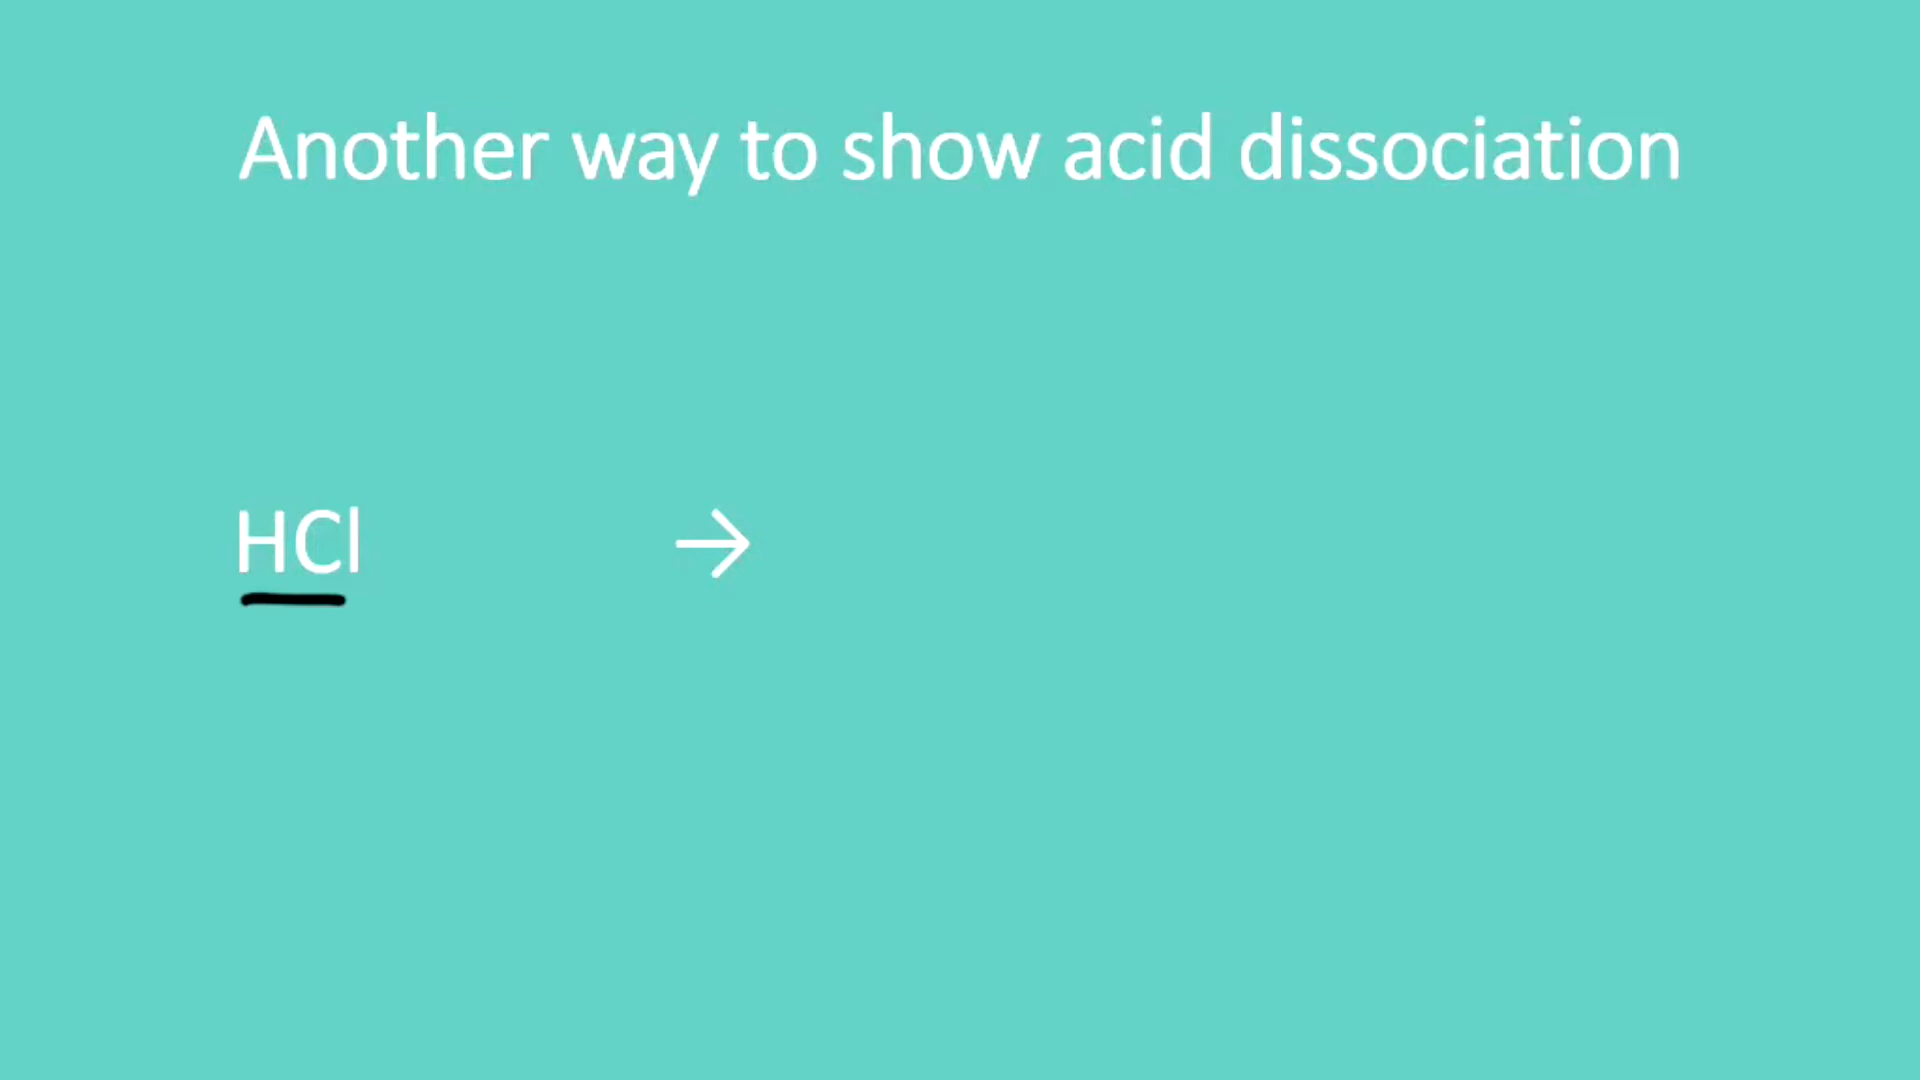 Another way to show acid dissociation
HCl →